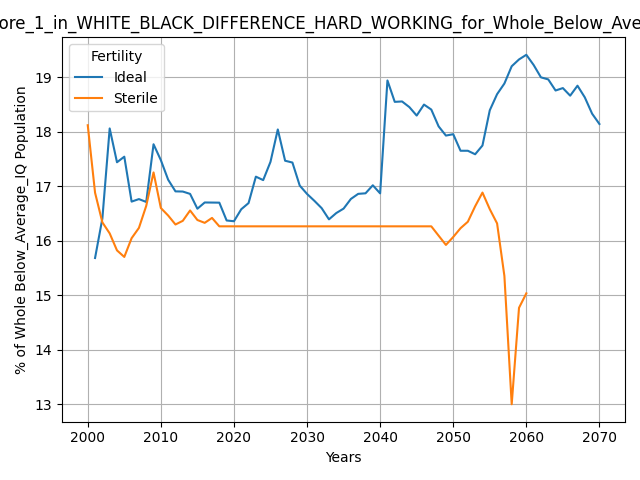 ore_1_in_WHITE_BLACK_DIFFERENCE_HARD_WORKING_for_Whole_Below_Ave
Fertility
Ideal
Sterile
% of Whole Below_Average_IQ Population
19
18
17
16
15
14
13
2000 2010 2020 2030 2040 2050 2060 2070
Years